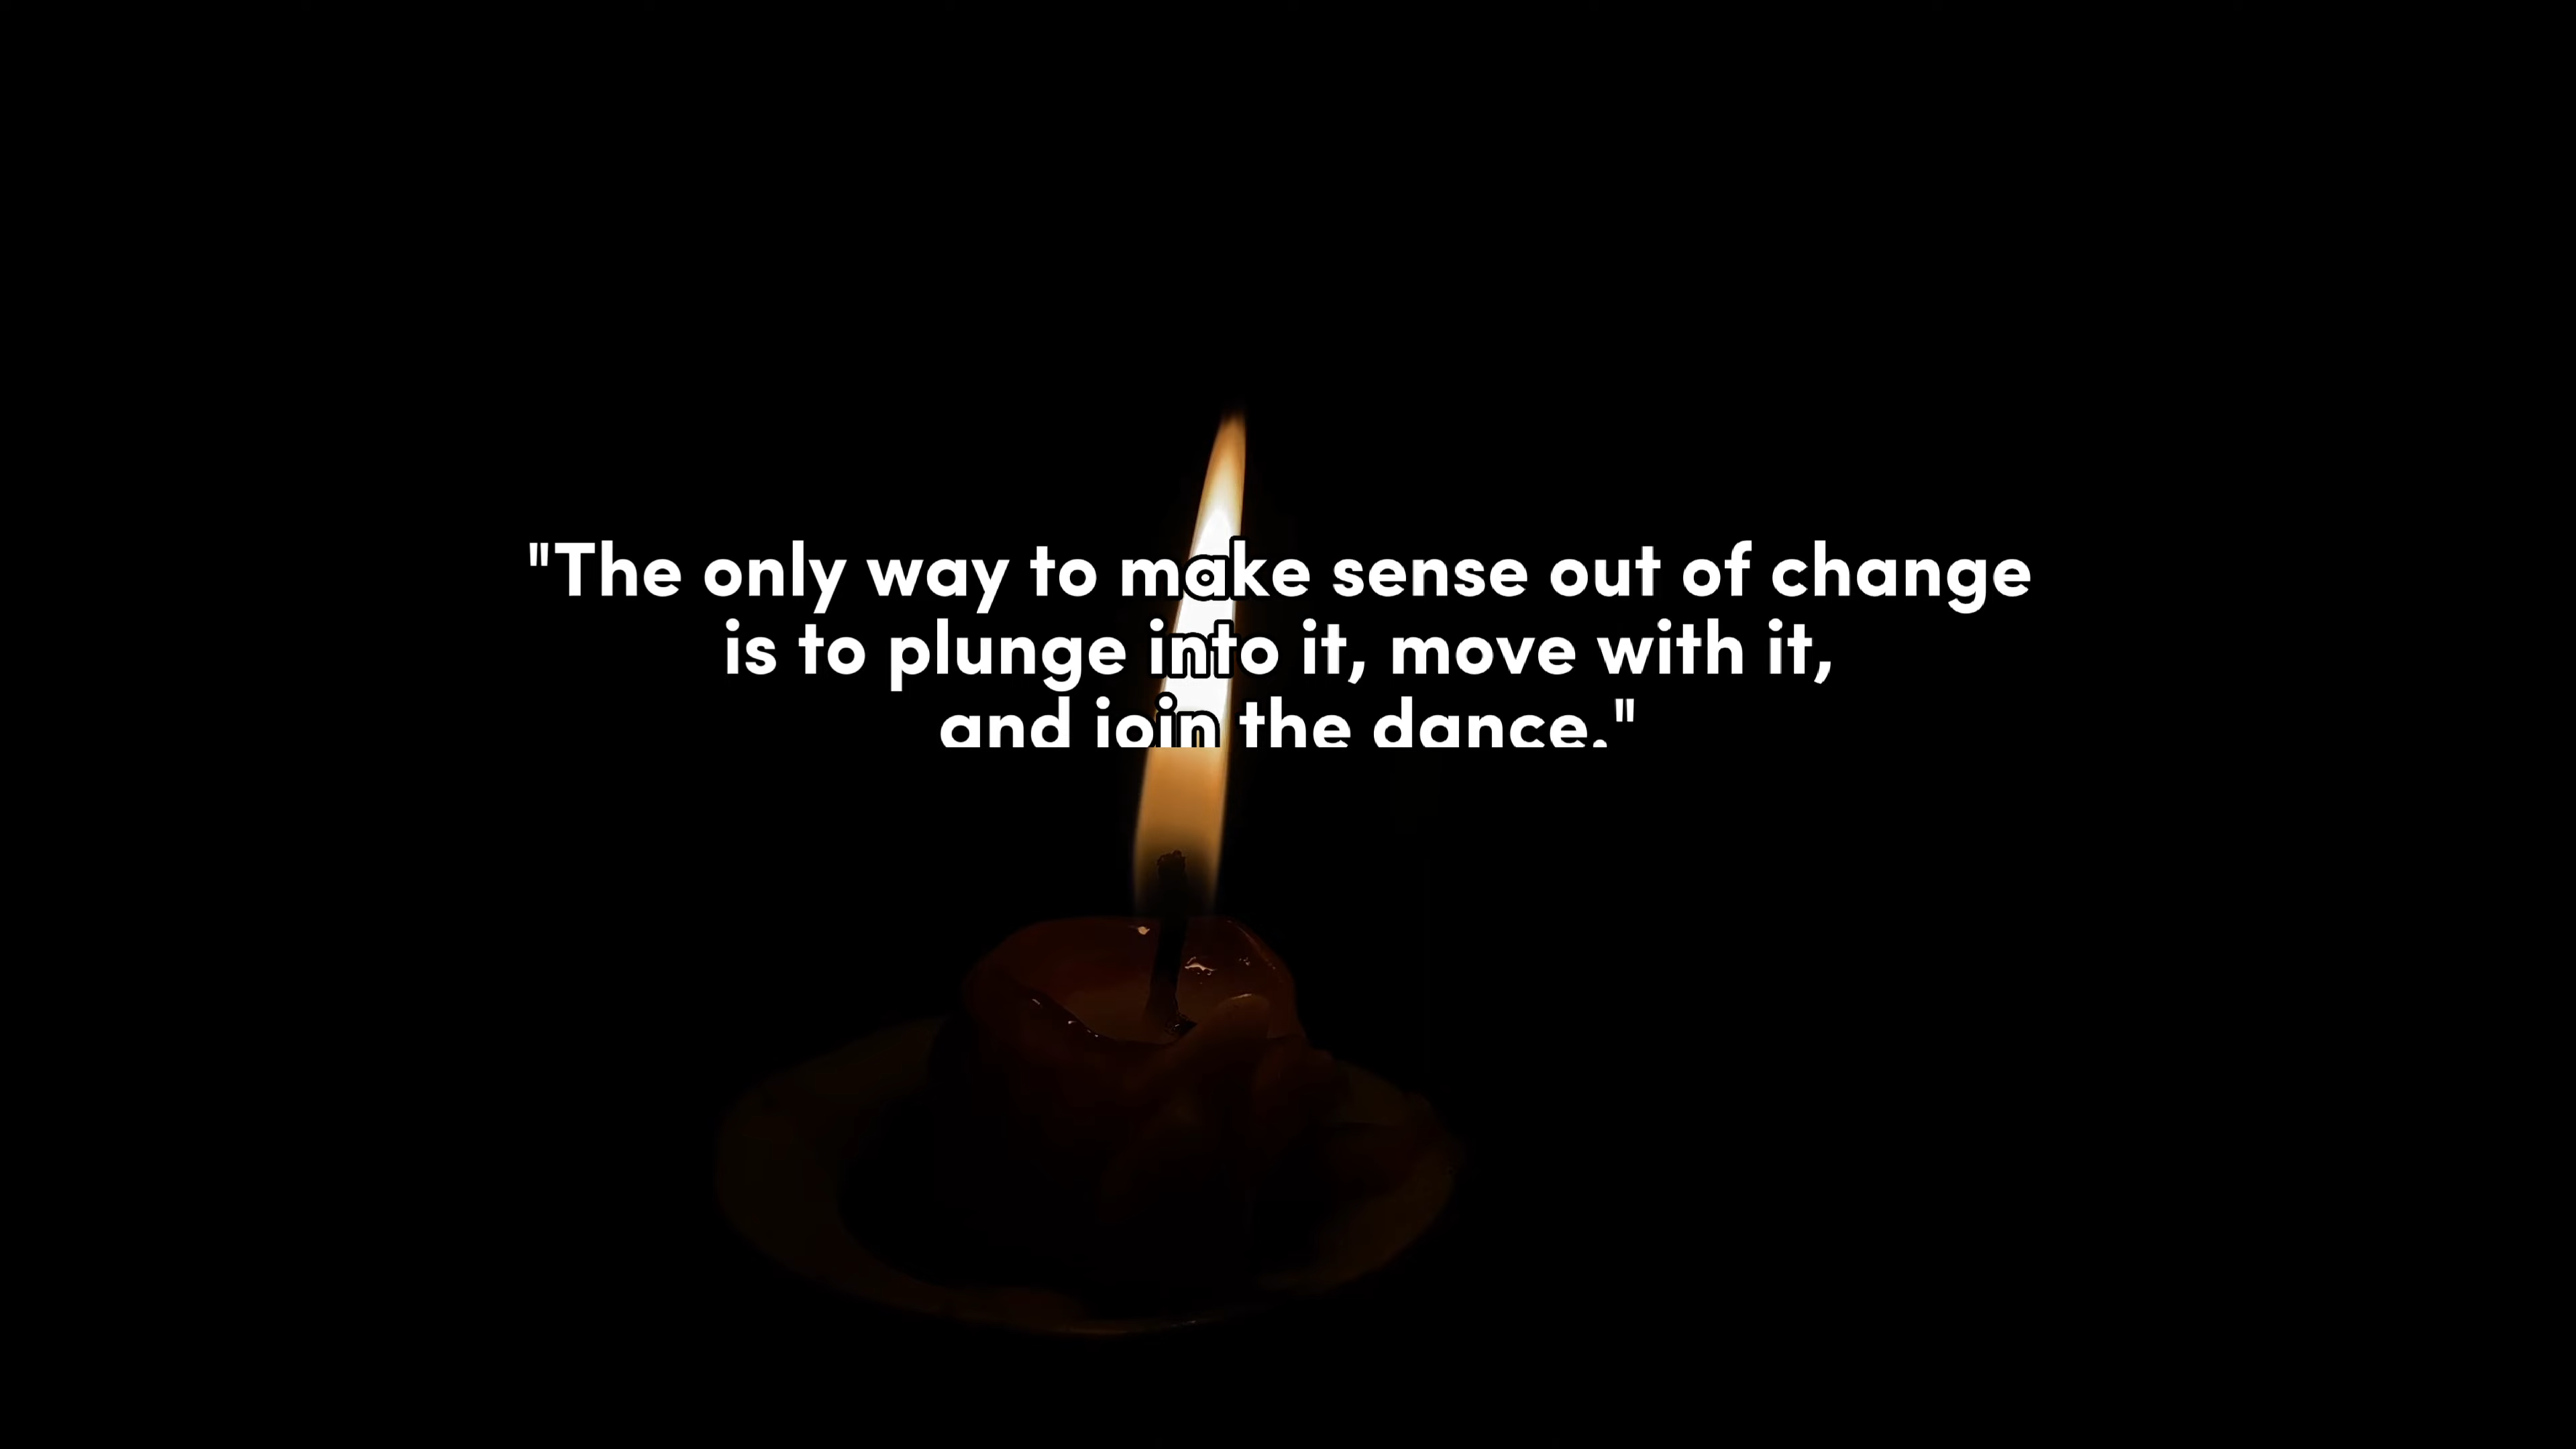 "The only way to make sense out of change
is to plunge into it, move with it,
and join the dance."